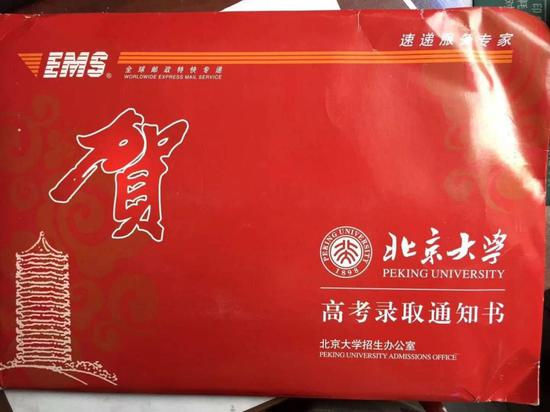 EMS®
全球邮政特快专递
WORLDWIDE EXPRESS MAIL SERVICE
速递服务专家
贺
PEKING UNIVERSITY
1898
北京大学
PEKING UNIVERSITY
高考录取通知书
北京大学招生办公室
PEKING UNIVERSITY ADMISSIONS OFFICE